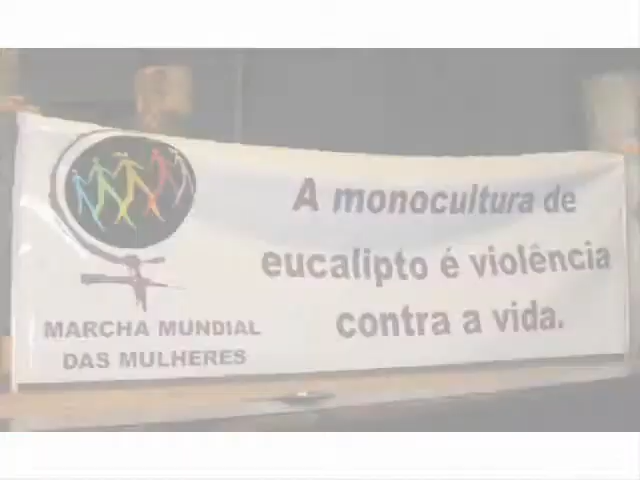 A monocultura de
eucalipto é violência
contra a vida.
MARCHA MUNDIAL
DAS MULHERES